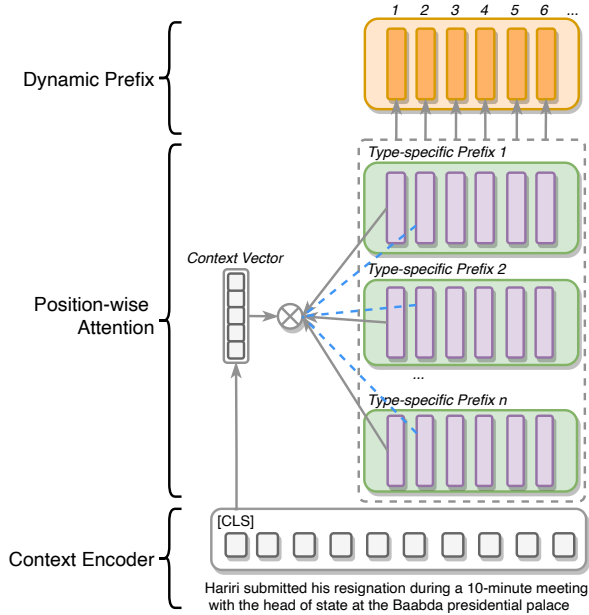 1 2 3 4 5 6 ...
Dynamic Prefix
Type-specific Prefix 1
Context Vector
Type-specific Prefix 2
Position-wise
Attention
...
Type-specific Prefix n
[CLS]
Context Encoder
Hariri submitted his resignation during a 10-minute meeting
with the head of state at the Baabda presidential palace